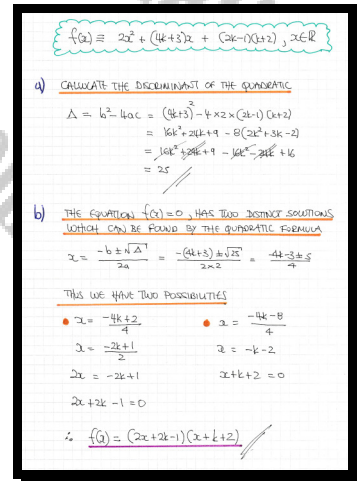 f(x) ≡ 2x² + (4k+3)x + (2k-1)(k+2), x∈ℝ
a) CALCULATE THE DISCRIMINANT OF THE QUADRATIC
Δ = b²-4ac = (4k+3)² - 4×2×(2k-1)(k+2)
= 16k²+24k+9 - 8(2k²+3k-2)
= 16k²+24k+9 - 16k²-24k+16
= 25
b) THE EQUATION f(x)=0, HAS TWO DISTINCT SOLUTIONS
WHICH CAN BE FOUND BY THE QUADRATIC FORMULA
x = (-b±√Δ)/2a = (-(4k+3)±√25)/(2×2) = (-4k-3±5)/4
THUS WE HAVE TWO POSSIBILITIES
• x = (-4k+2)/4 • x = (-4k-8)/4
x = (-2k+1)/2 x = -k-2
2x = -2k+1 x+k+2 = 0
2x+2k-1 = 0
∴ f(x) = (2x+2k-1)(x+k+2)